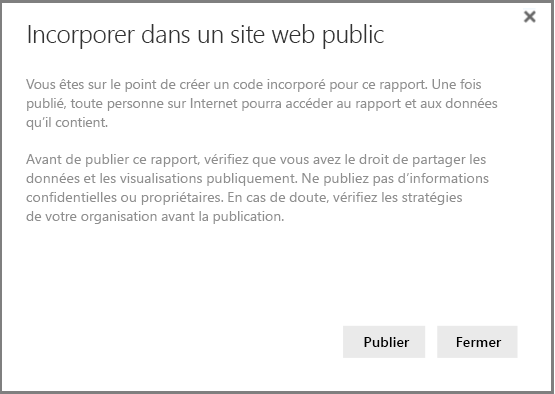 Incorporer dans un site web public
Vous êtes sur le point de créer un code incorporé pour ce rapport. Une fois
publié, toute personne sur Internet pourra accéder au rapport et aux données
qu'il contient.
Avant de publier ce rapport, vérifiez que vous avez le droit de partager les
données et les visualisations publiquement. Ne publiez pas d'informations
confidentielles ou propriétaires. En cas de doute, vérifiez les stratégies
de votre organisation avant la publication.
Publier
Fermer